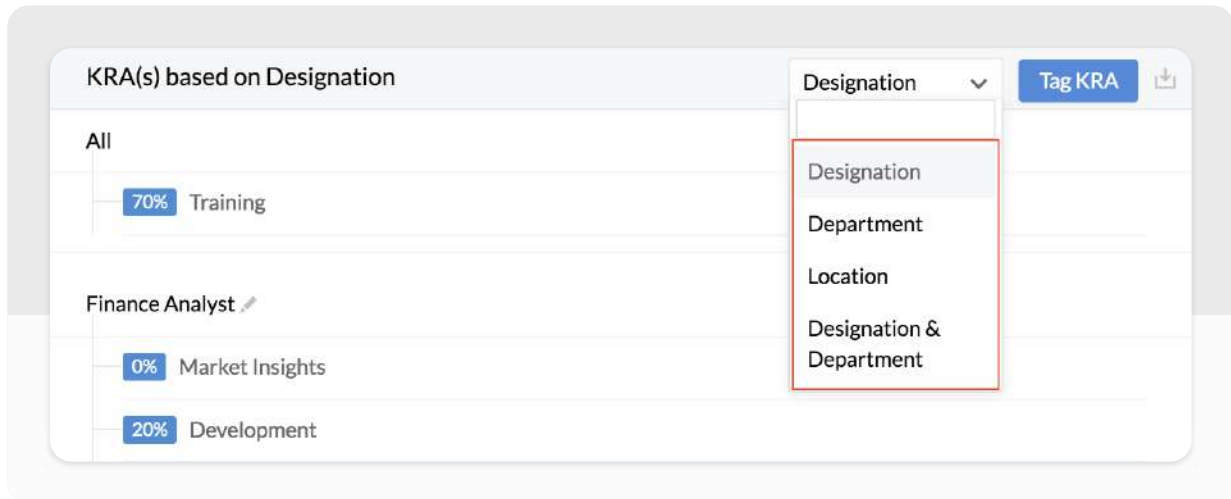 KRA(s) based on Designation
Designation
Tag KRA
All
70% Training
Designation
Department
Location
Designation &
Department
Finance Analyst
0% Market Insights
20% Development